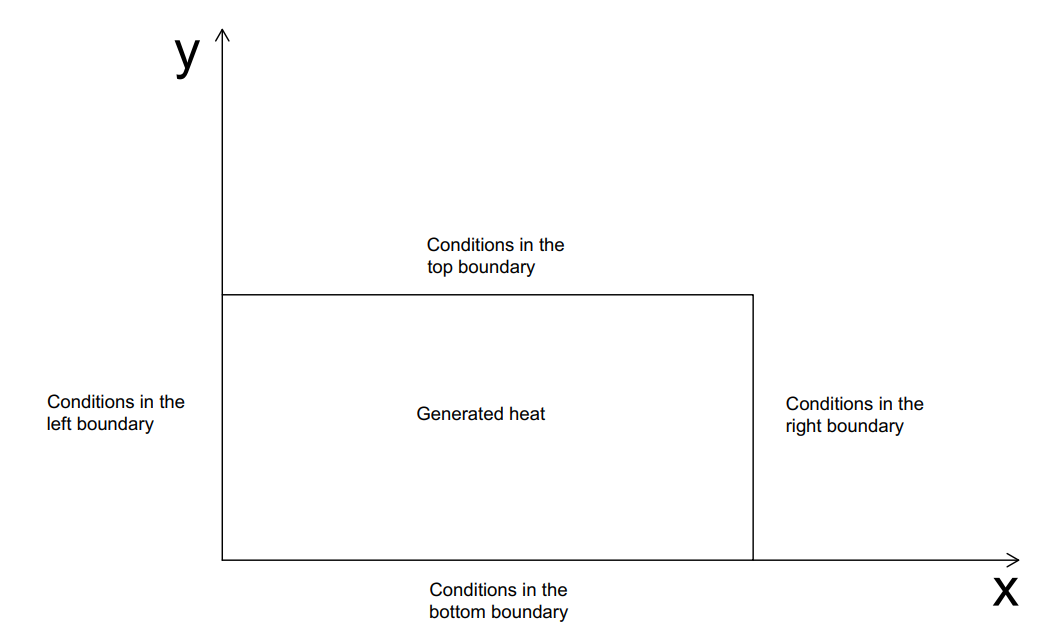 y
Conditions in the
top boundary
Conditions in the
left boundary
Generated heat
Conditions in the
right boundary
Conditions in the
bottom boundary
x